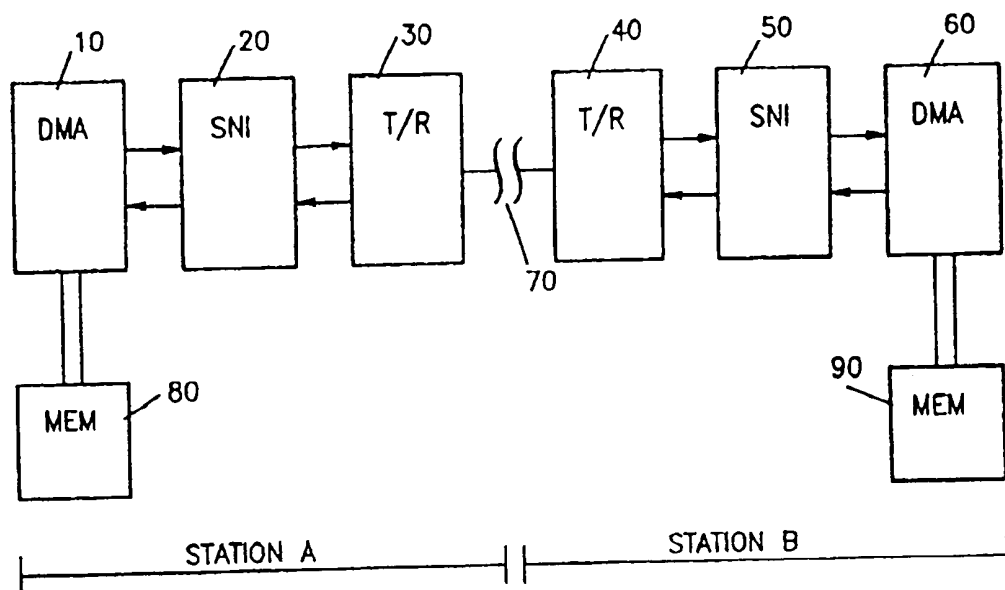 10 20 30 40 50 60
DMA SNI T/R T/R SNI DMA
70
MEM 80 90 MEM
STATION A STATION B